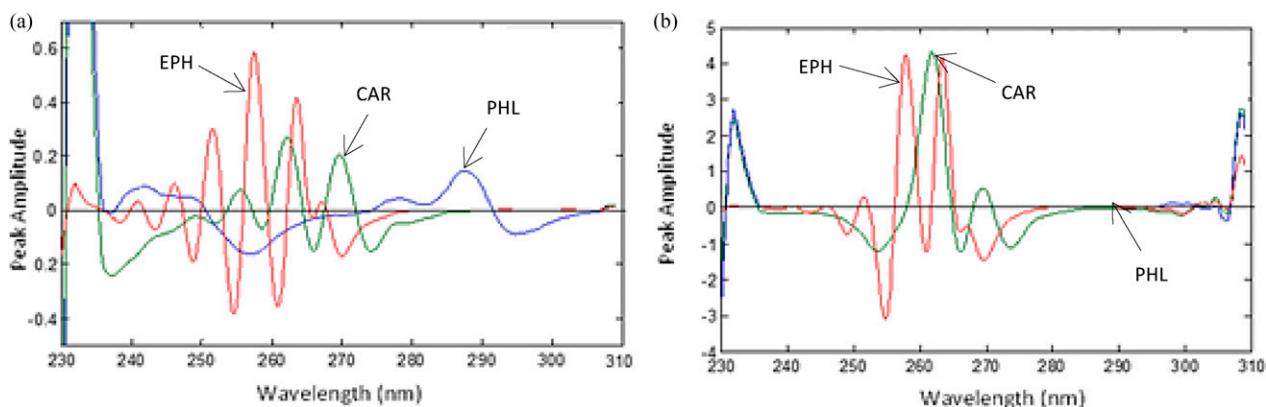 (a)
0.6
0.4
0.2
0
0.2
-0.4
Peak Amplitude
EPH
CAR
PHL
230 240 250 260 270 280 290 300 310
Wavelength (nm)
(b)
5
4
3
2
1
0
-1
-2
-3
-4
Peak Amplitude
EPH
CAR
PHL
230 240 250 260 270 280 290 300 310
Wavelength (nm)